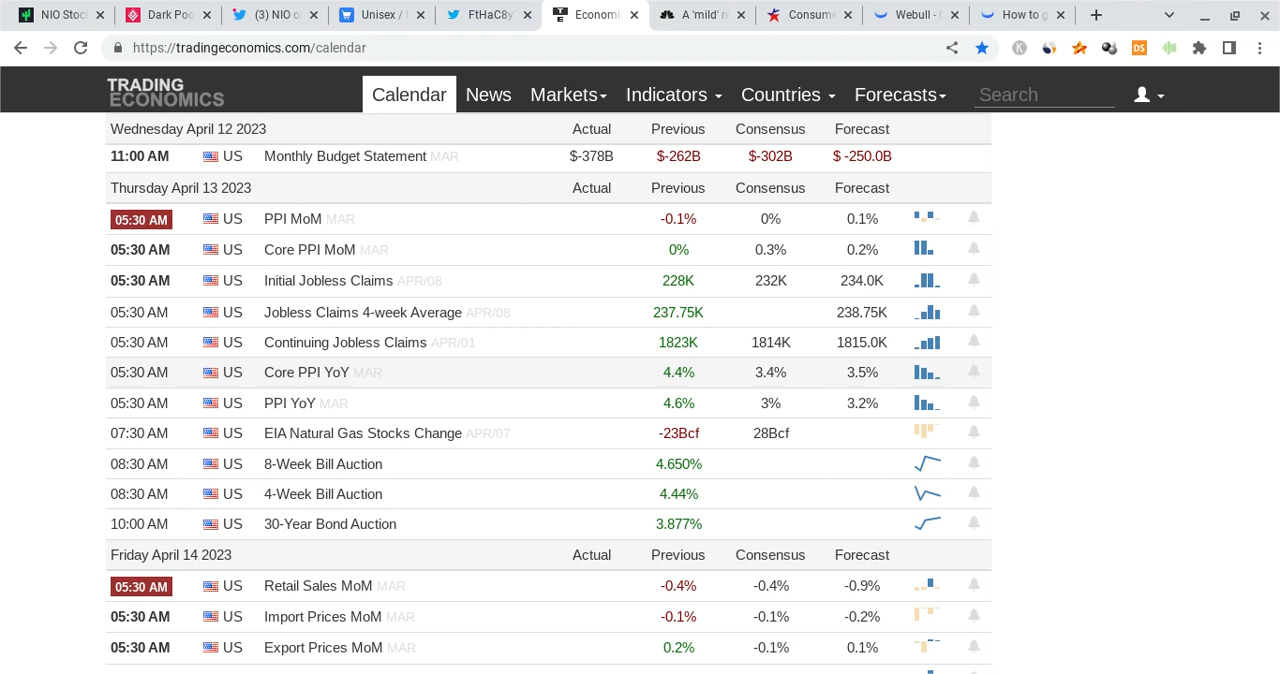 NIO Stoc
Dark Poo
(3) NIO o
Unisex /
FtHaC8y
Economi
A 'mild' r
Consume
Webull -
How to g
https://tradingeconomics.com/calendar
K
DS
TRADING
ECONOMICS
Calendar News Markets Indicators Countries Forecasts Search
Wednesday April 12 2023 Actual Previous Consensus Forecast
11:00 AM US Monthly Budget Statement MAR $-378B $-262B $-302B $ -250.0B
Thursday April 13 2023 Actual Previous Consensus Forecast
05:30 AM US PPI MoM MAR -0.1% 0% 0.1%
05:30 AM US Core PPI MoM MAR 0% 0.3% 0.2%
05:30 AM US Initial Jobless Claims APR/08 228K 232K 234.0K
05:30 AM US Jobless Claims 4-week Average APR/08 237.75K 238.75K
05:30 AM US Continuing Jobless Claims APR/01 1823K 1814K 1815.0K
05:30 AM US Core PPI YoY MAR 4.4% 3.4% 3.5%
05:30 AM US PPI YoY MAR 4.6% 3% 3.2%
07:30 AM US EIA Natural Gas Stocks Change APR/07 -23Bcf 28Bcf
08:30 AM US 8-Week Bill Auction 4.650%
08:30 AM US 4-Week Bill Auction 4.44%
10:00 AM US 30-Year Bond Auction 3.877%
Friday April 14 2023 Actual Previous Consensus Forecast
05:30 AM US Retail Sales MoM MAR -0.4% -0.4% -0.9%
05:30 AM US Import Prices MoM MAR -0.1% -0.1% -0.2%
05:30 AM US Export Prices MoM MAR 0.2% -0.1% 0.1%